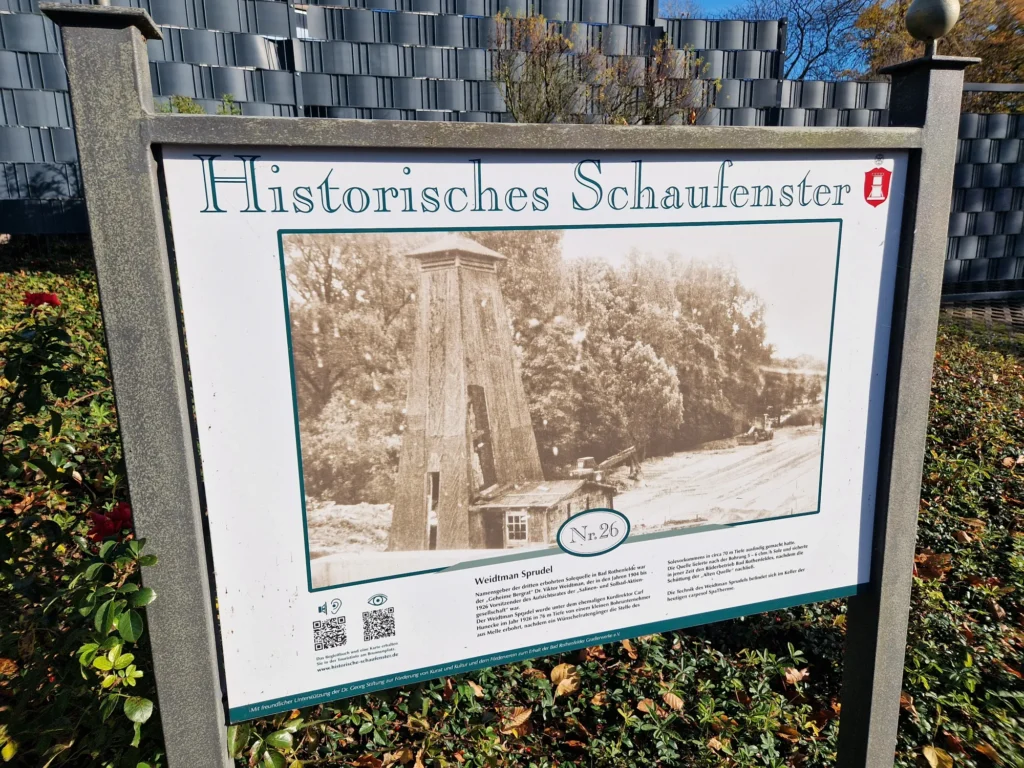 Historisches Schaufenster
Nr. 26
Weidtman Sprudel
Namensgeber der dritten erbohrten Solequelle in Bad Rothenfelde war
der „Geheime Bergrat" Dr. Viktor Weidtman, der in den Jahren 1904 bis
1926 Vorsitzender des Aufsichtsrates der „Salinen- und Solbad-Aktien-
gesellschaft" war.
Der Weidtman Sprudel wurde unter dem ehemaligen Kurdirektor Carl
Hunecke im Jahr 1926 in 76 m Tiefe von einem kleinen Bohrunternehmer
aus Melle erbohrt, nachdem ein Wünschelrutengänger die Stelle des
Solevorkommens in circa 70 m Tiefe ausfindig gemacht hatte.
Die Quelle lieferte nach der Bohrung 5 – 6 cbm/h Sole und sicherte
in jener Zeit den Bäderbetrieb Bad Rothenfeldes, nachdem die
Schüttung der „Alten Quelle" nachließ.
Die Technik des Weidtman Sprudels befindet sich im Keller der
heutigen carpesol SpaTherme.
www.historische-schaufenster.de
Mit freundlicher Unterstützung der Dr. Georg Stiftung zur Förderung von Kunst und Kultur und dem Förderverein zum Erhalt der Bad Rothenfelder Gradierwerke e.V.